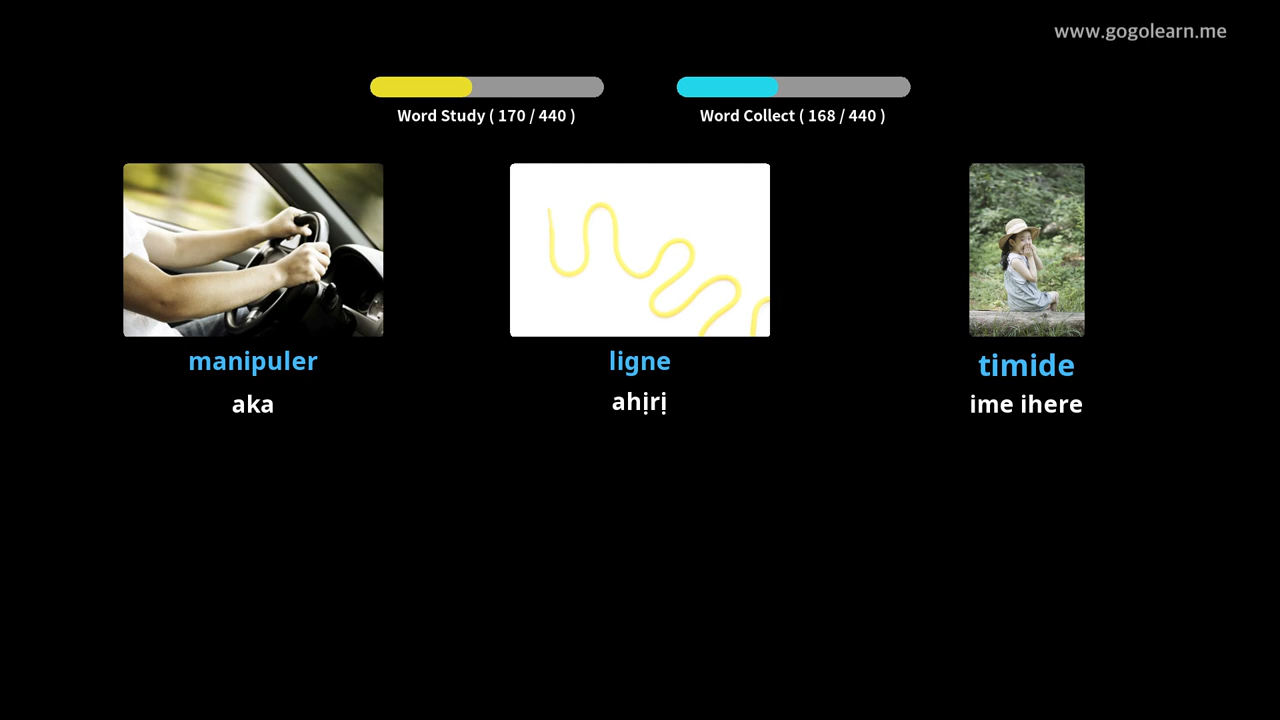 www.gogolearn.me
Word Study ( 170 / 440 )
Word Collect ( 168 / 440 )
manipuler
aka
ligne
ahịrị
timide
ime ihere